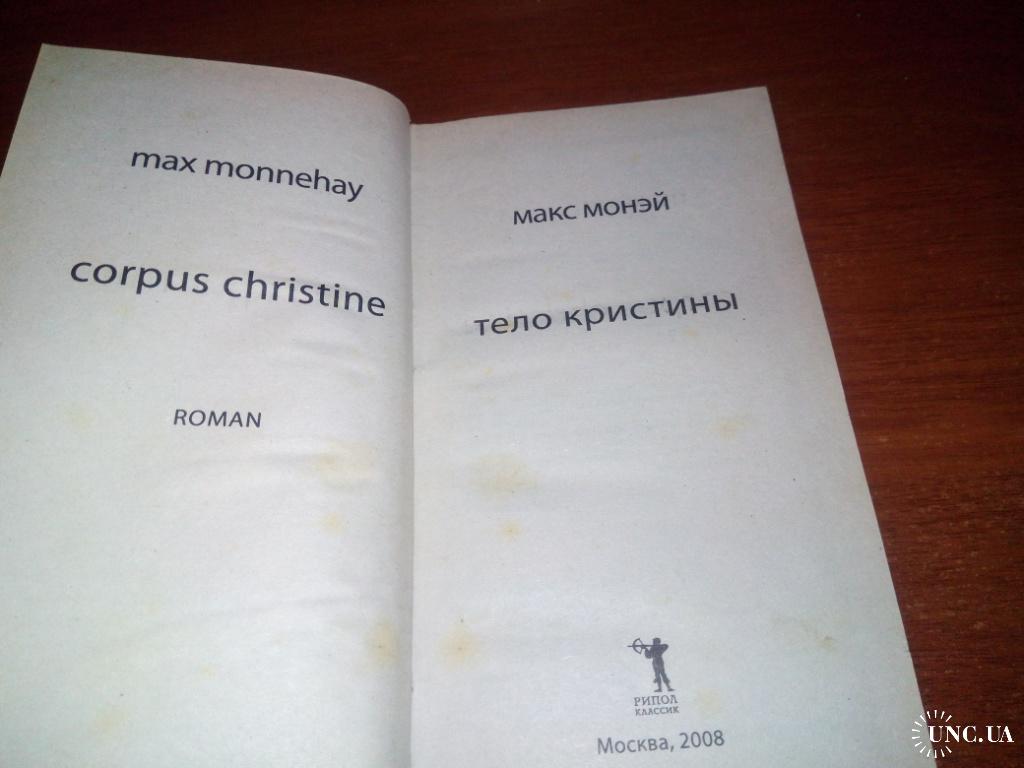 max monnehay
corpus christine
ROMAN
макс монэй
тело кристины
РИПОЛ
КЛАССИК
Москва, 2008
UNC.UA